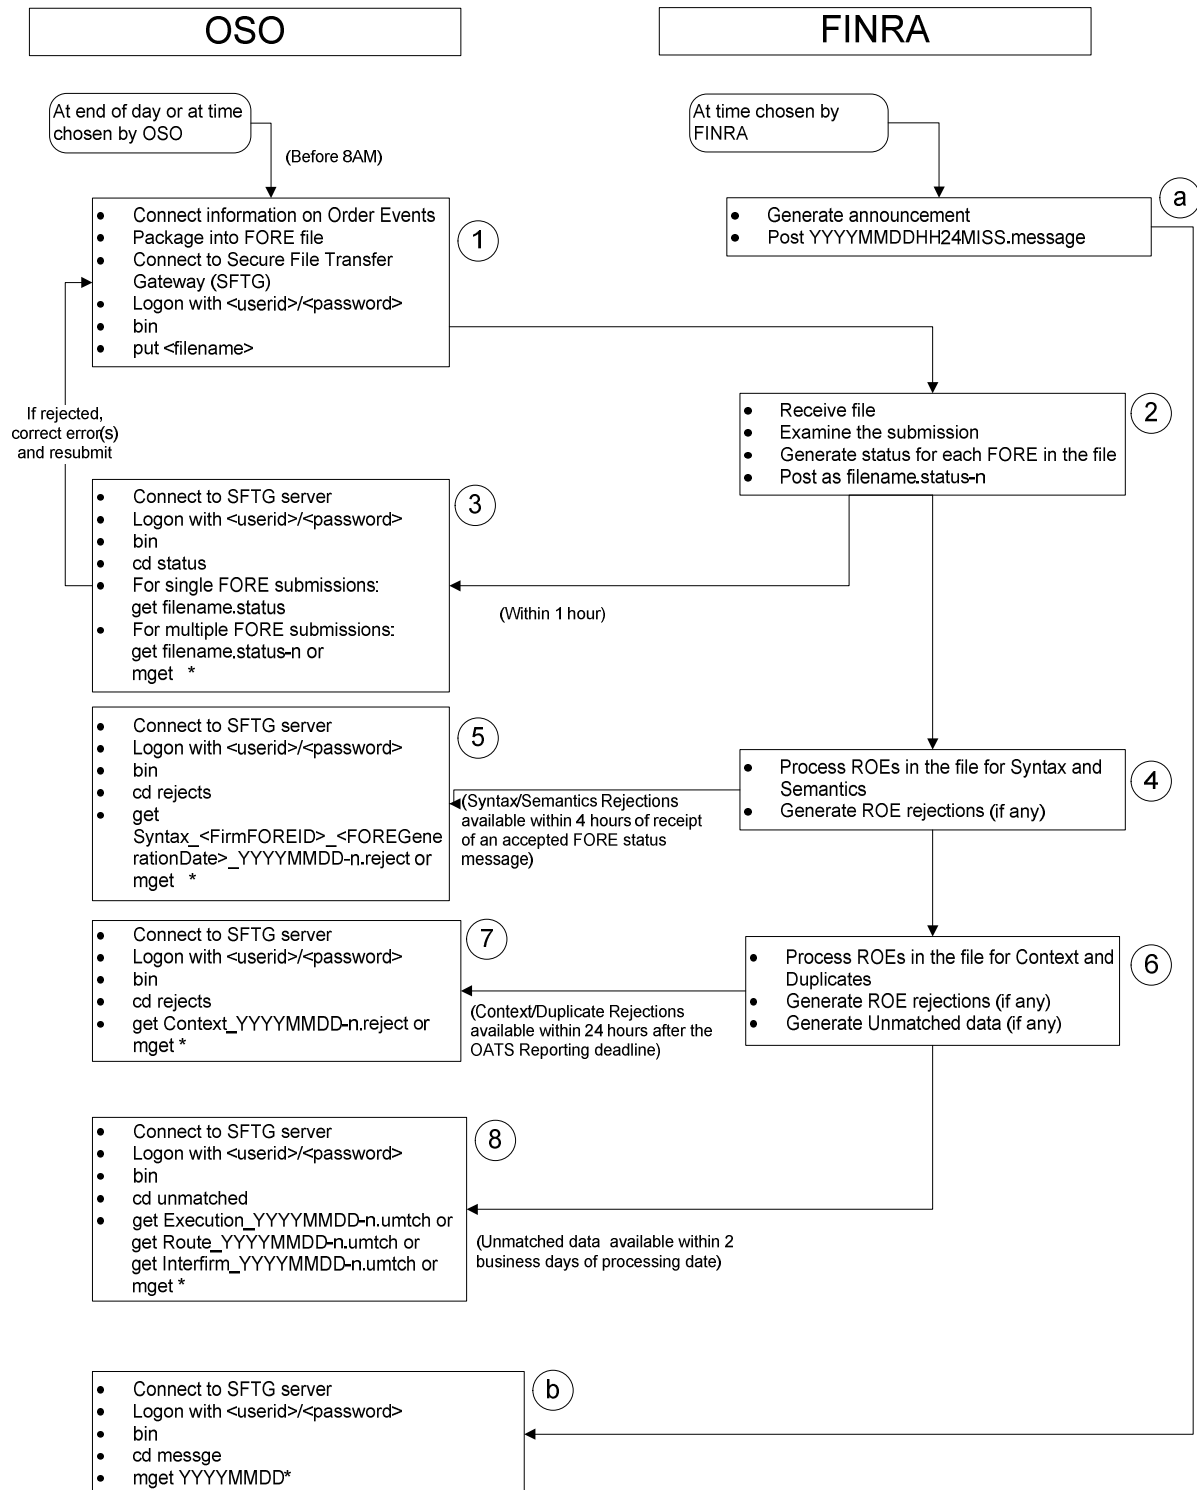 OSO
FINRA
At end of day or at time
chosen by OSO
At time chosen by
FINRA
(Before 8AM)
a
• Generate announcement
• Post YYYYMMDDHH24MISS.message
1
• Connect information on Order Events
• Package into FORE file
• Connect to Secure File Transfer
Gateway (SFTG)
• Logon with <userid>/<password>
• bin
• put <filename>
If rejected,
correct error(s)
and resubmit
2
• Receive file
• Examine the submission
• Generate status for each FORE in the file
• Post as filename.status-n
3
• Connect to SFTG server
• Logon with <userid>/<password>
• bin
• cd status
• For single FORE submissions:
get filename.status
• For multiple FORE submissions:
get filename.status-n or
mget *
(Within 1 hour)
5
• Connect to SFTG server
• Logon with <userid>/<password>
• bin
• cd rejects
• get
Syntax_<FirmFOREID>_<FOREGene
rationDate>_YYYYMMDD-n.reject or
mget *
(Syntax/Semantics Rejections
available within 4 hours of receipt
of an accepted FORE status
message)
4
• Process ROEs in the file for Syntax and
Semantics
• Generate ROE rejections (if any)
7
• Connect to SFTG server
• Logon with <userid>/<password>
• bin
• cd rejects
• get Context_YYYYMMDD-n.reject or
mget *
(Context/Duplicate Rejections
available within 24 hours after the
OATS Reporting deadline)
6
• Process ROEs in the file for Context and
Duplicates
• Generate ROE rejections (if any)
• Generate Unmatched data (if any)
8
• Connect to SFTG server
• Logon with <userid>/<password>
• bin
• cd unmatched
• get Execution_YYYYMMDD-n.umtch or
get Route_YYYYMMDD-n.umtch or
get Interfirm_YYYYMMDD-n.umtch or
mget *
(Unmatched data available within 2
business days of processing date)
b
• Connect to SFTG server
• Logon with <userid>/<password>
• bin
• cd messge
• mget YYYYMMDD*